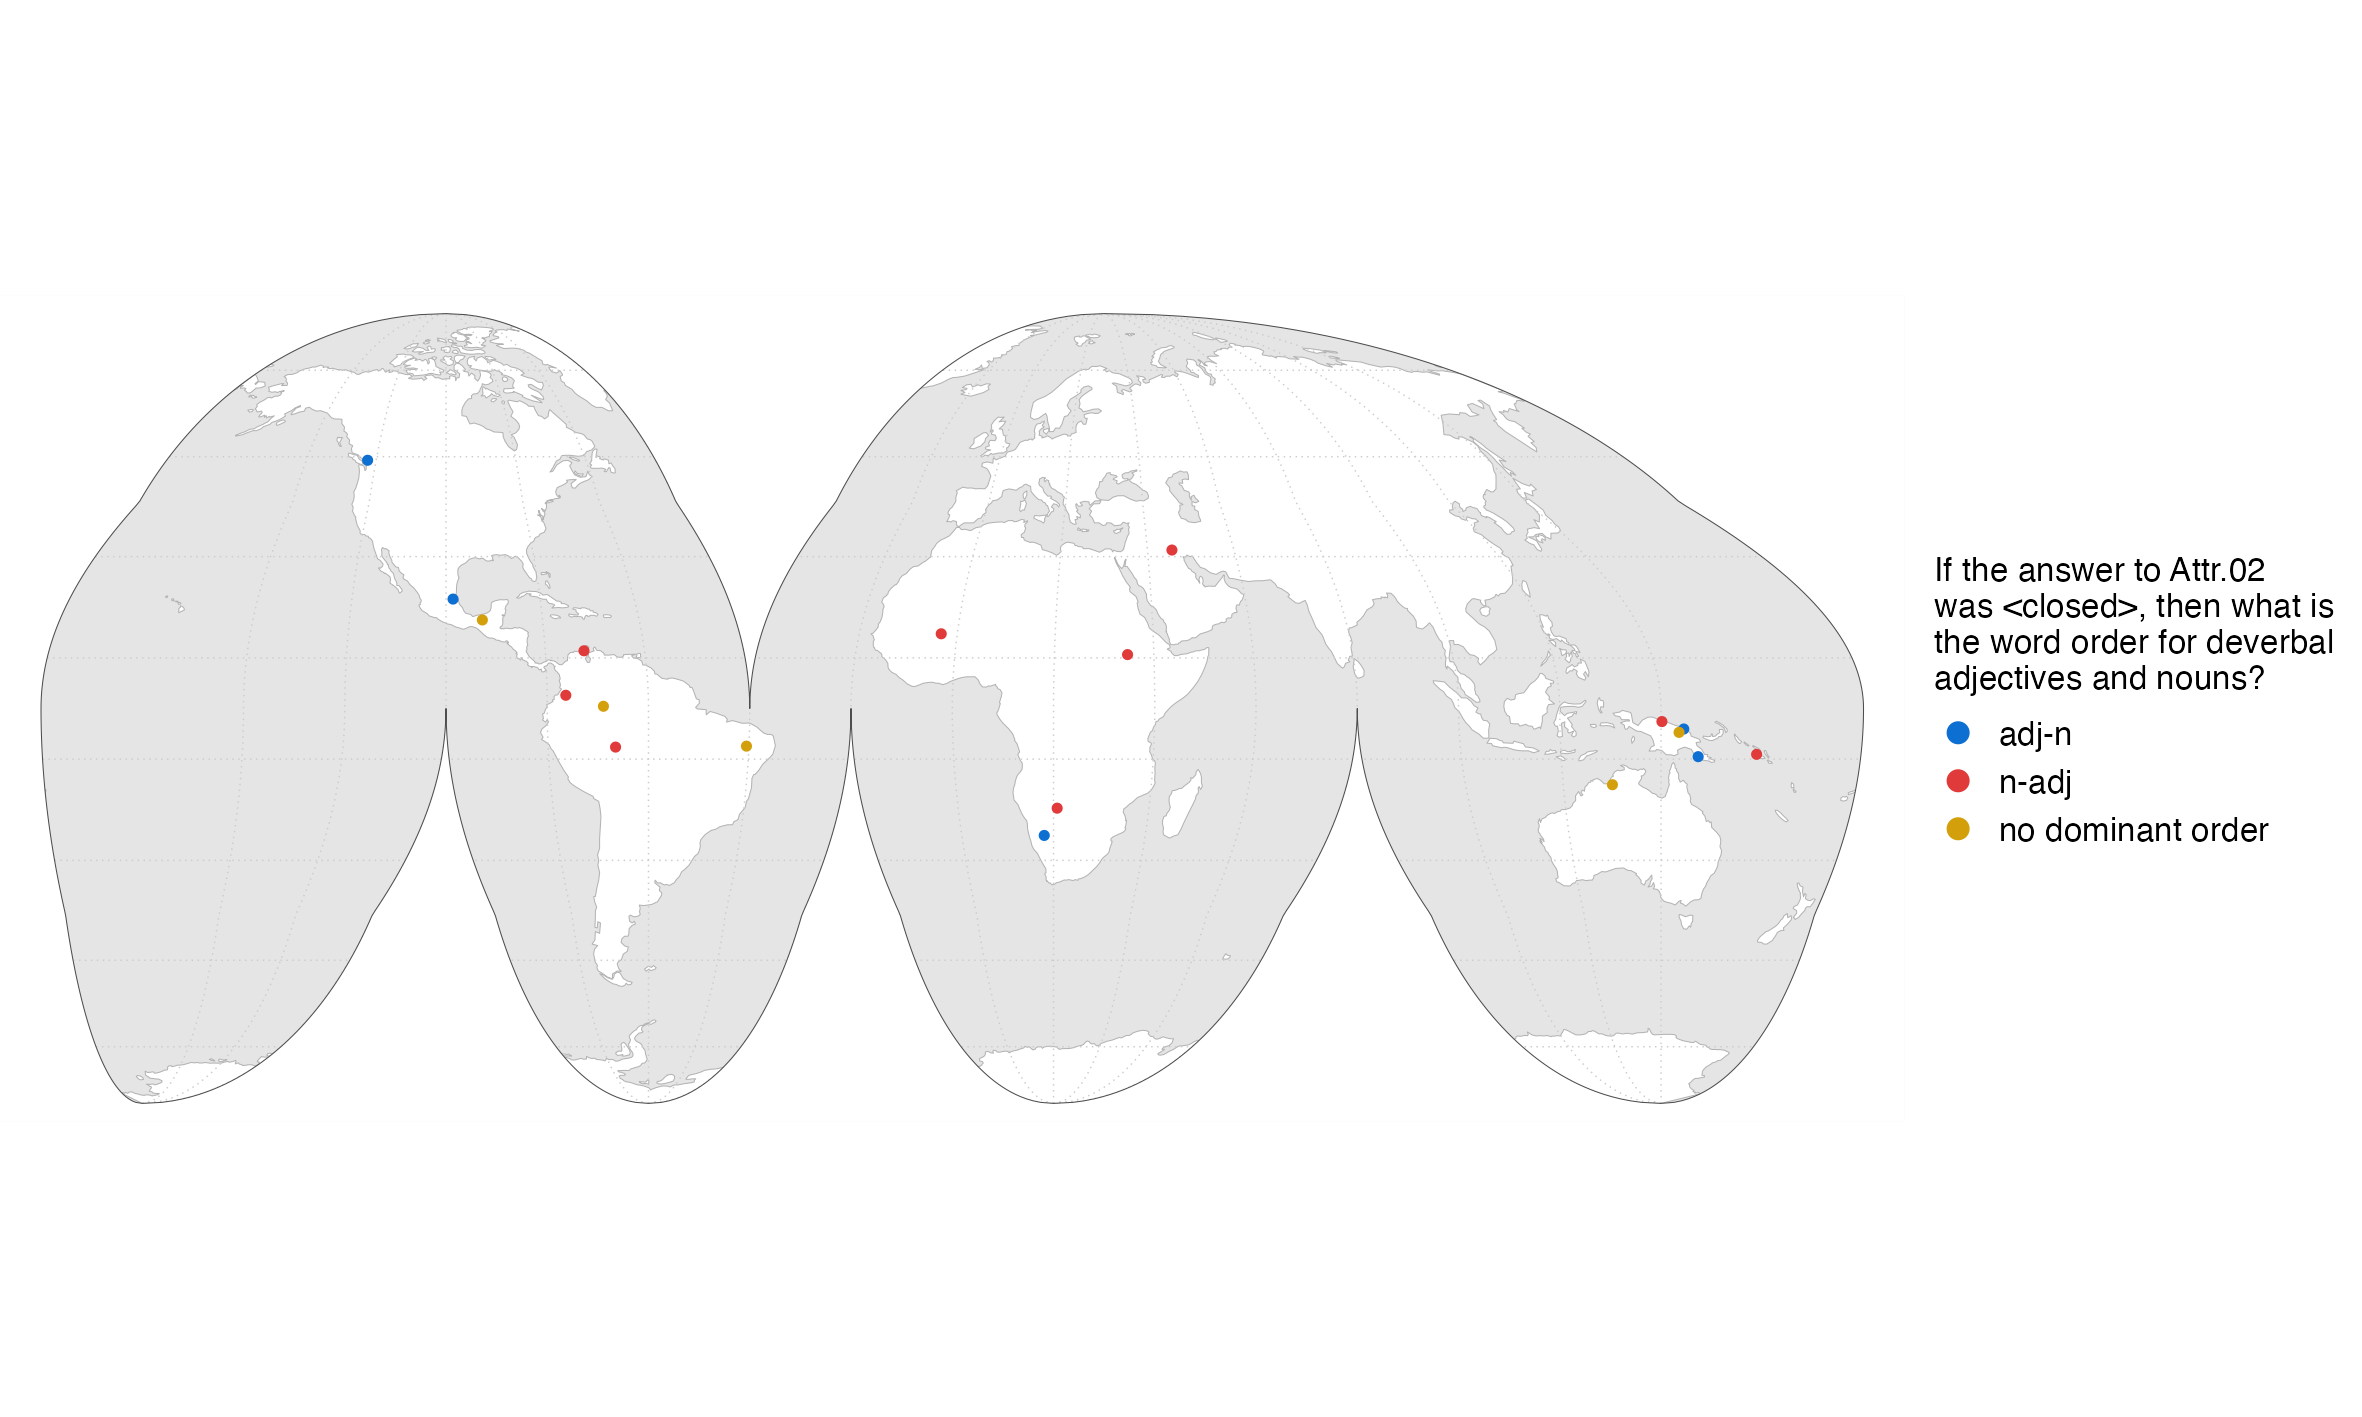 If the answer to Attr.02
was <closed>, then what is
the word order for deverbal
adjectives and nouns?
adj-n
n-adj
no dominant order